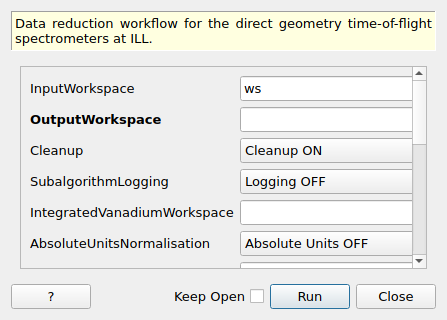 Data reduction workflow for the direct geometry time-of-flight
spectrometers at ILL.
InputWorkspace ws
OutputWorkspace
Cleanup Cleanup ON
SubalgorithmLogging Logging OFF
IntegratedVanadiumWorkspace
AbsoluteUnitsNormalisation Absolute Units OFF
? Keep Open Run Close